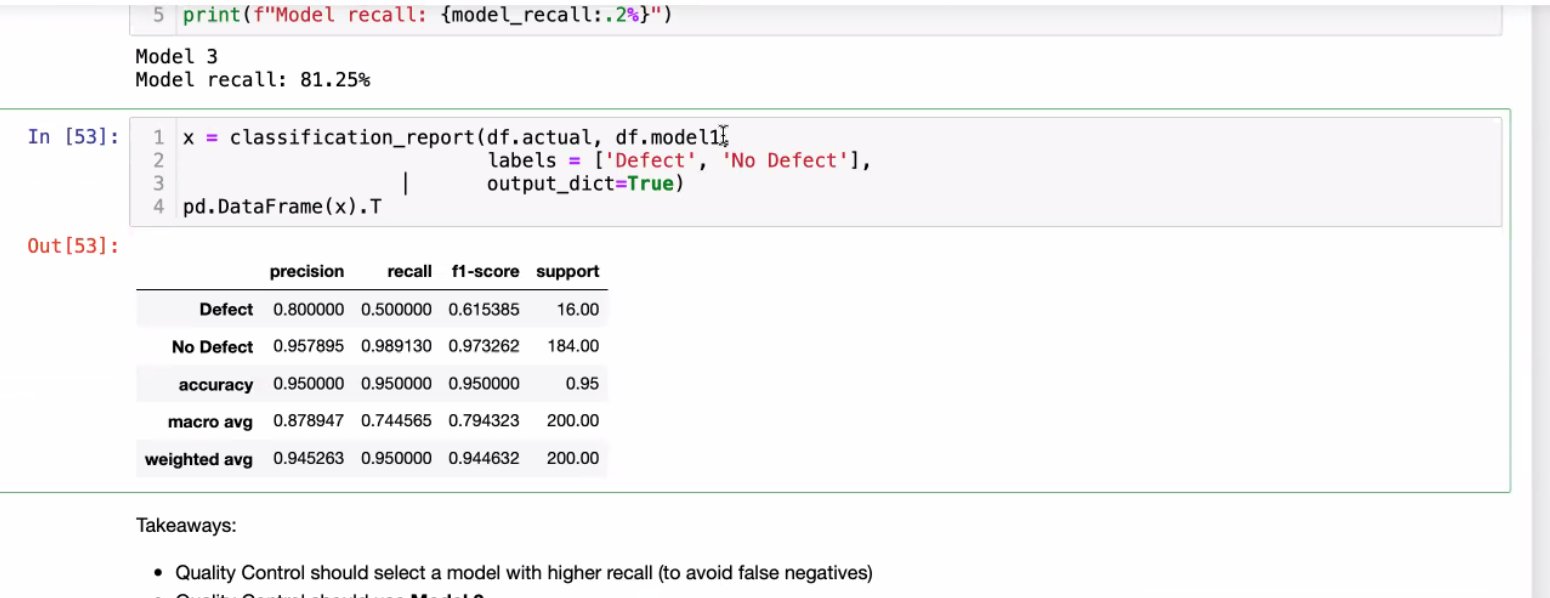 5 print(f"Model recall: {model_recall:.2%}")
Model 3
Model recall: 81.25%
In [53]:
1 x = classification_report(df.actual, df.model1,
2 labels = ['Defect', 'No Defect'],
3 output_dict=True)
4 pd.DataFrame(x).T
Out[53]:
precision recall f1-score support
Defect 0.800000 0.500000 0.615385 16.00
No Defect 0.957895 0.989130 0.973262 184.00
accuracy 0.950000 0.950000 0.950000 0.95
macro avg 0.878947 0.744565 0.794323 200.00
weighted avg 0.945263 0.950000 0.944632 200.00
Takeaways:
• Quality Control should select a model with higher recall (to avoid false negatives)
• Quality Control should use